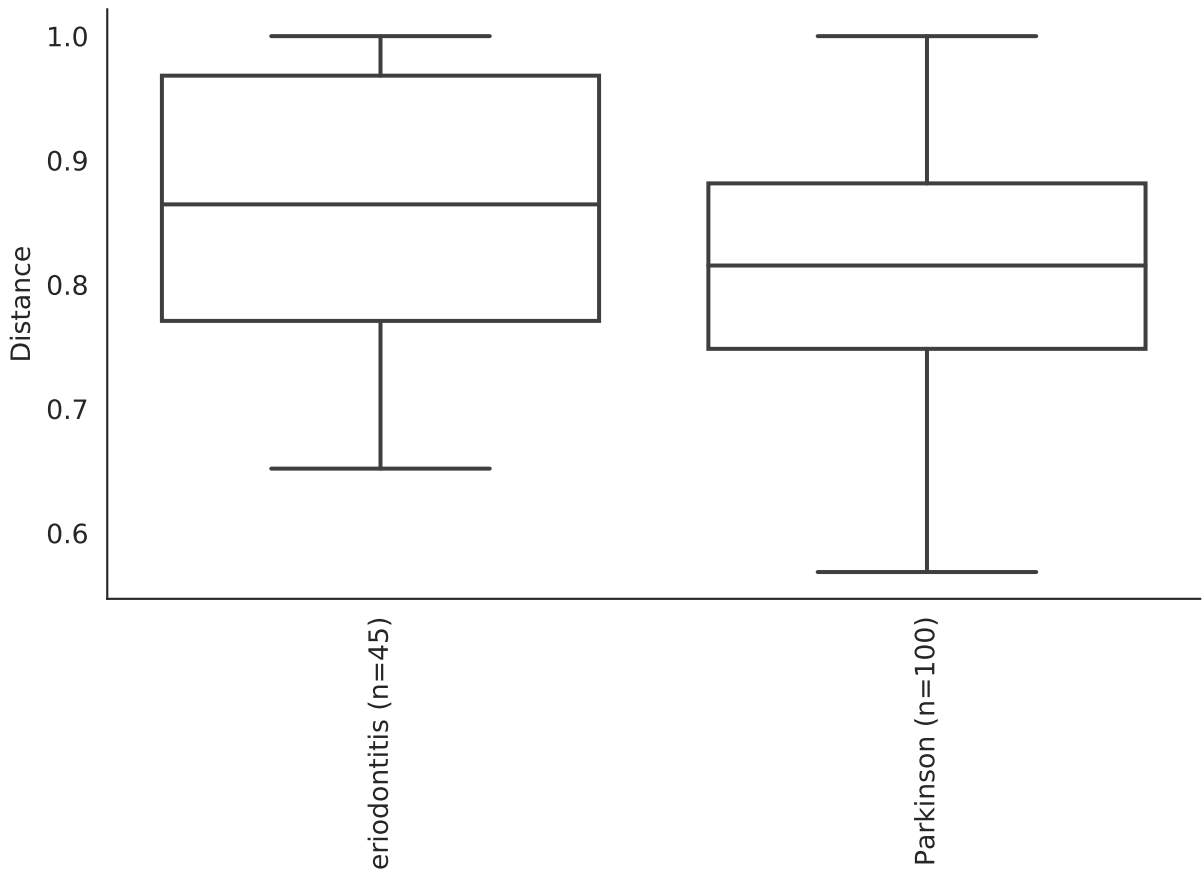 1.0
0.9
0.8
0.7
0.6
Distance
eriodontitis (n=45)
Parkinson (n=100)